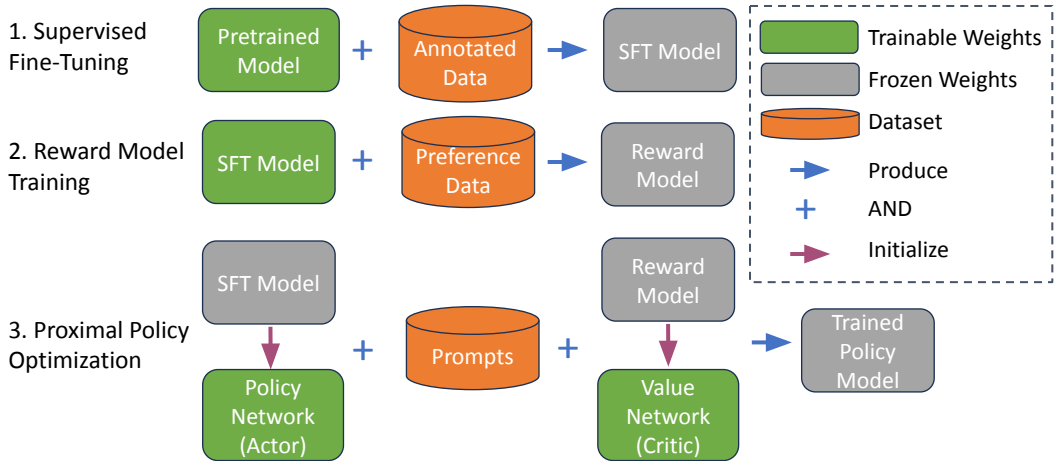 1. Supervised
Fine-Tuning
Pretrained
Model
+
Annotated
Data
SFT Model
2. Reward Model
Training
SFT Model
+
Preference
Data
Reward
Model
3. Proximal Policy
Optimization
SFT Model
Policy
Network
(Actor)
+
Prompts
+
Reward
Model
Value
Network
(Critic)
Trained
Policy
Model
Trainable Weights
Frozen Weights
Dataset
Produce
+ AND
Initialize